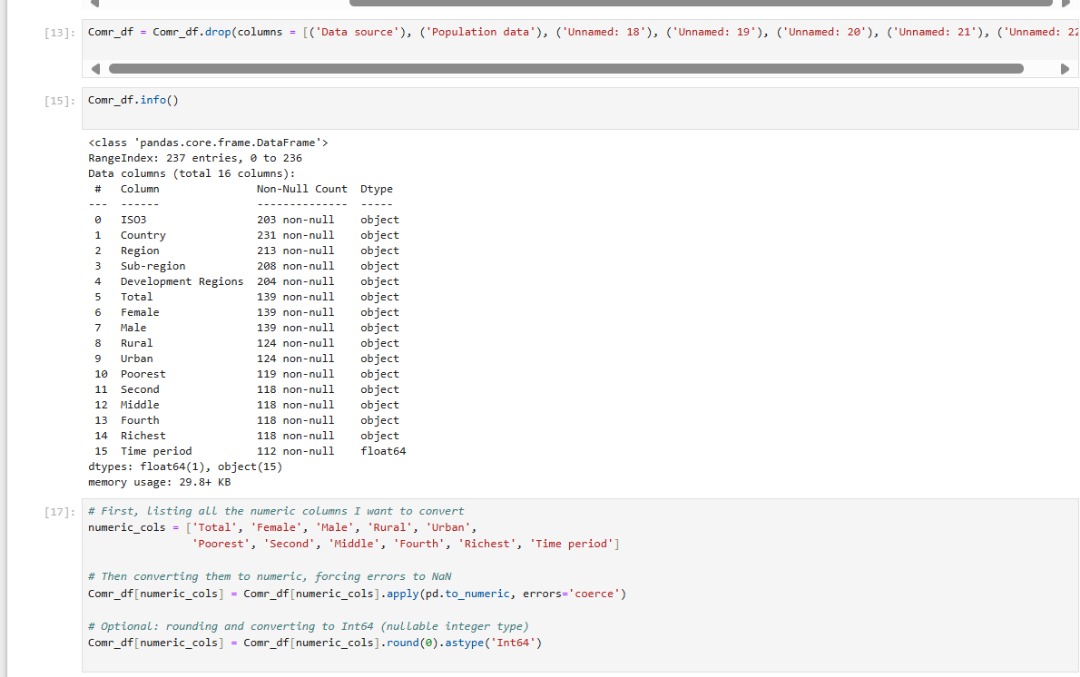 [13]: Comr_df = Comr_df.drop(columns = [('Data source'), ('Population data'), ('Unnamed: 18'), ('Unnamed: 19'), ('Unnamed: 20'), ('Unnamed: 21'), ('Unnamed: 22
[15]: Comr_df.info()
<class 'pandas.core.frame.DataFrame'>
RangeIndex: 237 entries, 0 to 236
Data columns (total 16 columns):
# Column Non-Null Count Dtype
--- ------ -------------- -----
0 ISO3 203 non-null object
1 Country 231 non-null object
2 Region 213 non-null object
3 Sub-region 208 non-null object
4 Development Regions 204 non-null object
5 Total 139 non-null object
6 Female 139 non-null object
7 Male 139 non-null object
8 Rural 124 non-null object
9 Urban 124 non-null object
10 Poorest 119 non-null object
11 Second 118 non-null object
12 Middle 118 non-null object
13 Fourth 118 non-null object
14 Richest 118 non-null object
15 Time period 112 non-null float64
dtypes: float64(1), object(15)
memory usage: 29.8+ KB
[17]: # First, listing all the numeric columns I want to convert
numeric_cols = ['Total', 'Female', 'Male', 'Rural', 'Urban',
'Poorest', 'Second', 'Middle', 'Fourth', 'Richest', 'Time period']
# Then converting them to numeric, forcing errors to NaN
Comr_df[numeric_cols] = Comr_df[numeric_cols].apply(pd.to_numeric, errors='coerce')
# Optional: rounding and converting to Int64 (nullable integer type)
Comr_df[numeric_cols] = Comr_df[numeric_cols].round(0).astype('Int64')